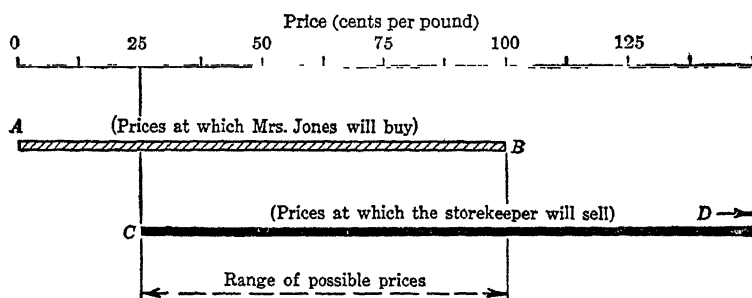 Price (cents per pound)
0 25 50 75 100 125
A (Prices at which Mrs. Jones will buy) B
(Prices at which the storekeeper will sell) D
C
Range of possible prices